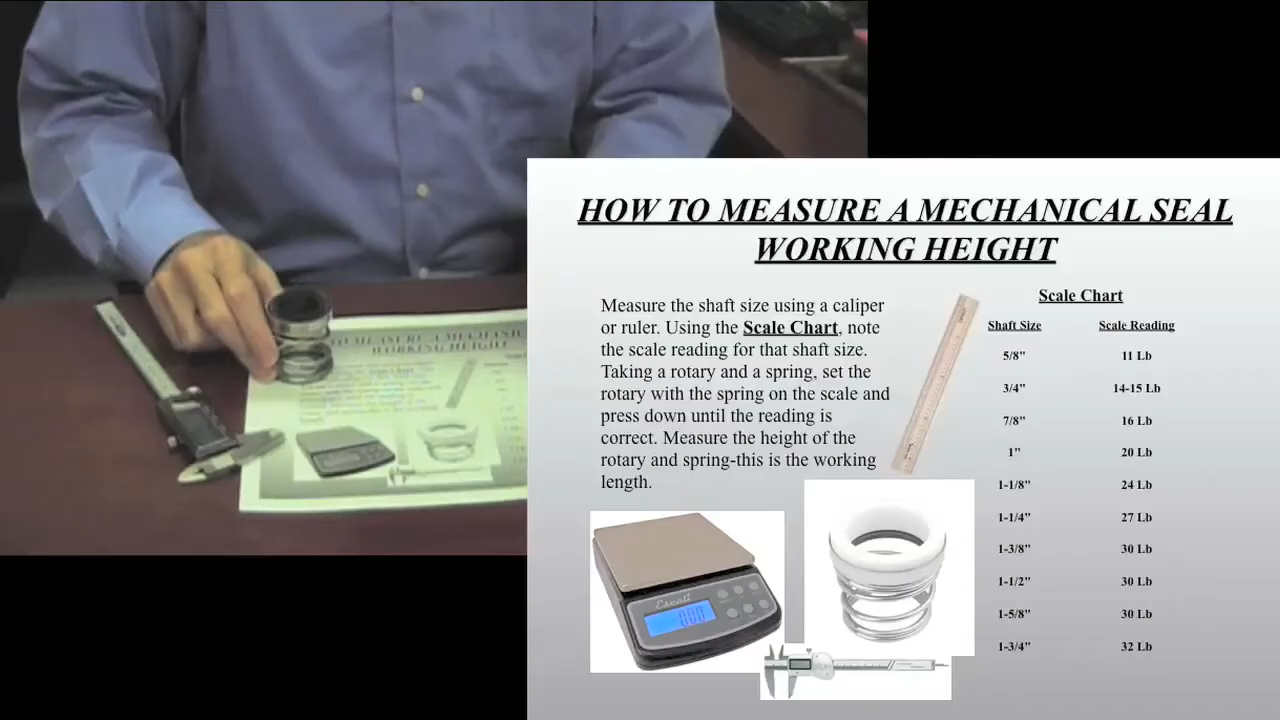 HOW TO MEASURE A MECHANICAL SEAL
WORKING HEIGHT
Measure the shaft size using a caliper
or ruler. Using the Scale Chart, note
the scale reading for that shaft size.
Taking a rotary and a spring, set the
rotary with the spring on the scale and
press down until the reading is
correct. Measure the height of the
rotary and spring-this is the working
length.
Scale Chart
Shaft Size Scale Reading
5/8" 11 Lb
3/4" 14-15 Lb
7/8" 16 Lb
1" 20 Lb
1-1/8" 24 Lb
1-1/4" 27 Lb
1-3/8" 30 Lb
1-1/2" 30 Lb
1-5/8" 30 Lb
1-3/4" 32 Lb
Escali
000
WORKING HEIGHT